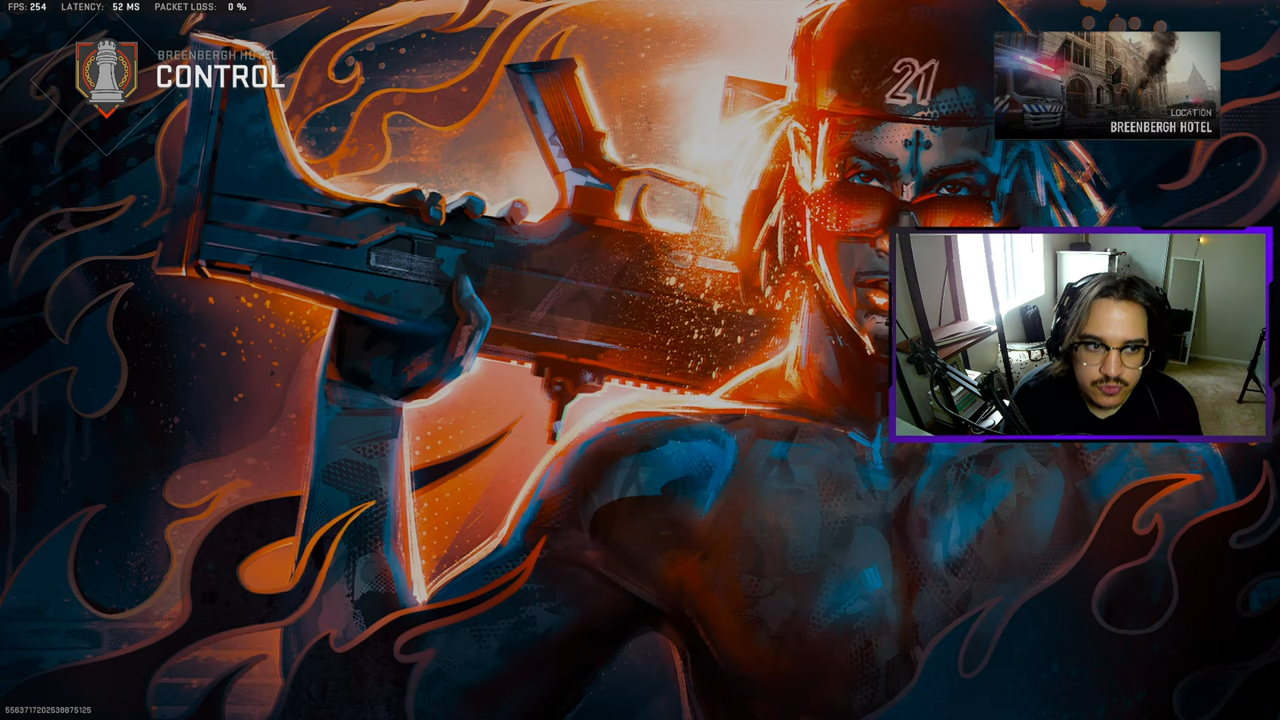 FPS: 254 LATENCY: 52 MS PACKET LOSS: 0 %
BREENBERGH HOTEL
CONTROL
21
LOCATION
BREENBERGH HOTEL
5563717202538875125